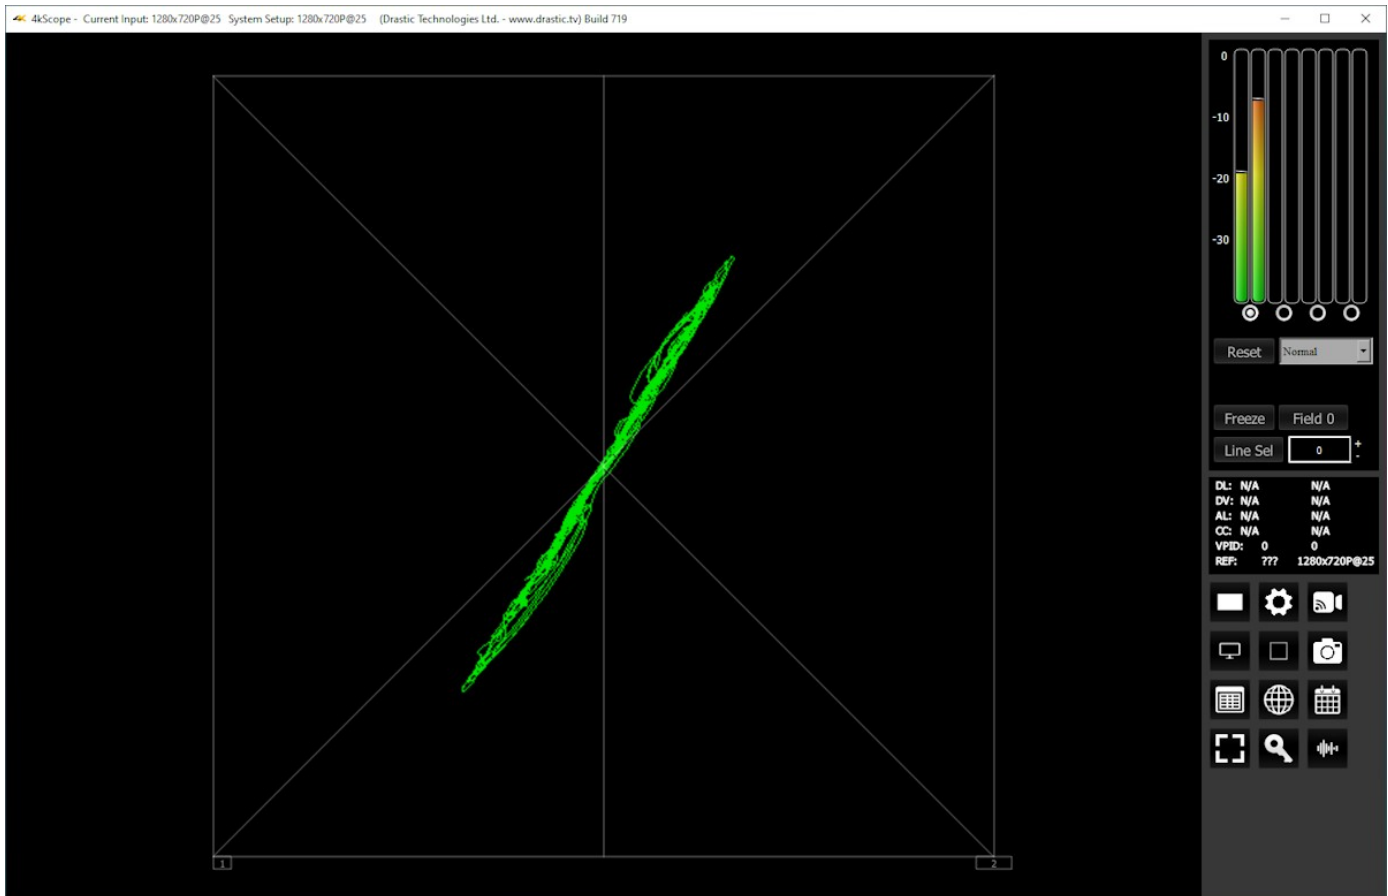 4kScope - Current Input: 1280x720P@25 System Setup: 1280x720P@25 (Drastic Technologies Ltd. - www.drastic.tv) Build 719
0
-10
-20
-30
Reset Normal
Freeze Field 0
Line Sel 0 +
-
DL: N/A N/A
DV: N/A N/A
AL: N/A N/A
CC: N/A N/A
VPID: 0 0
REF: ??? 1280x720P@25
1 2